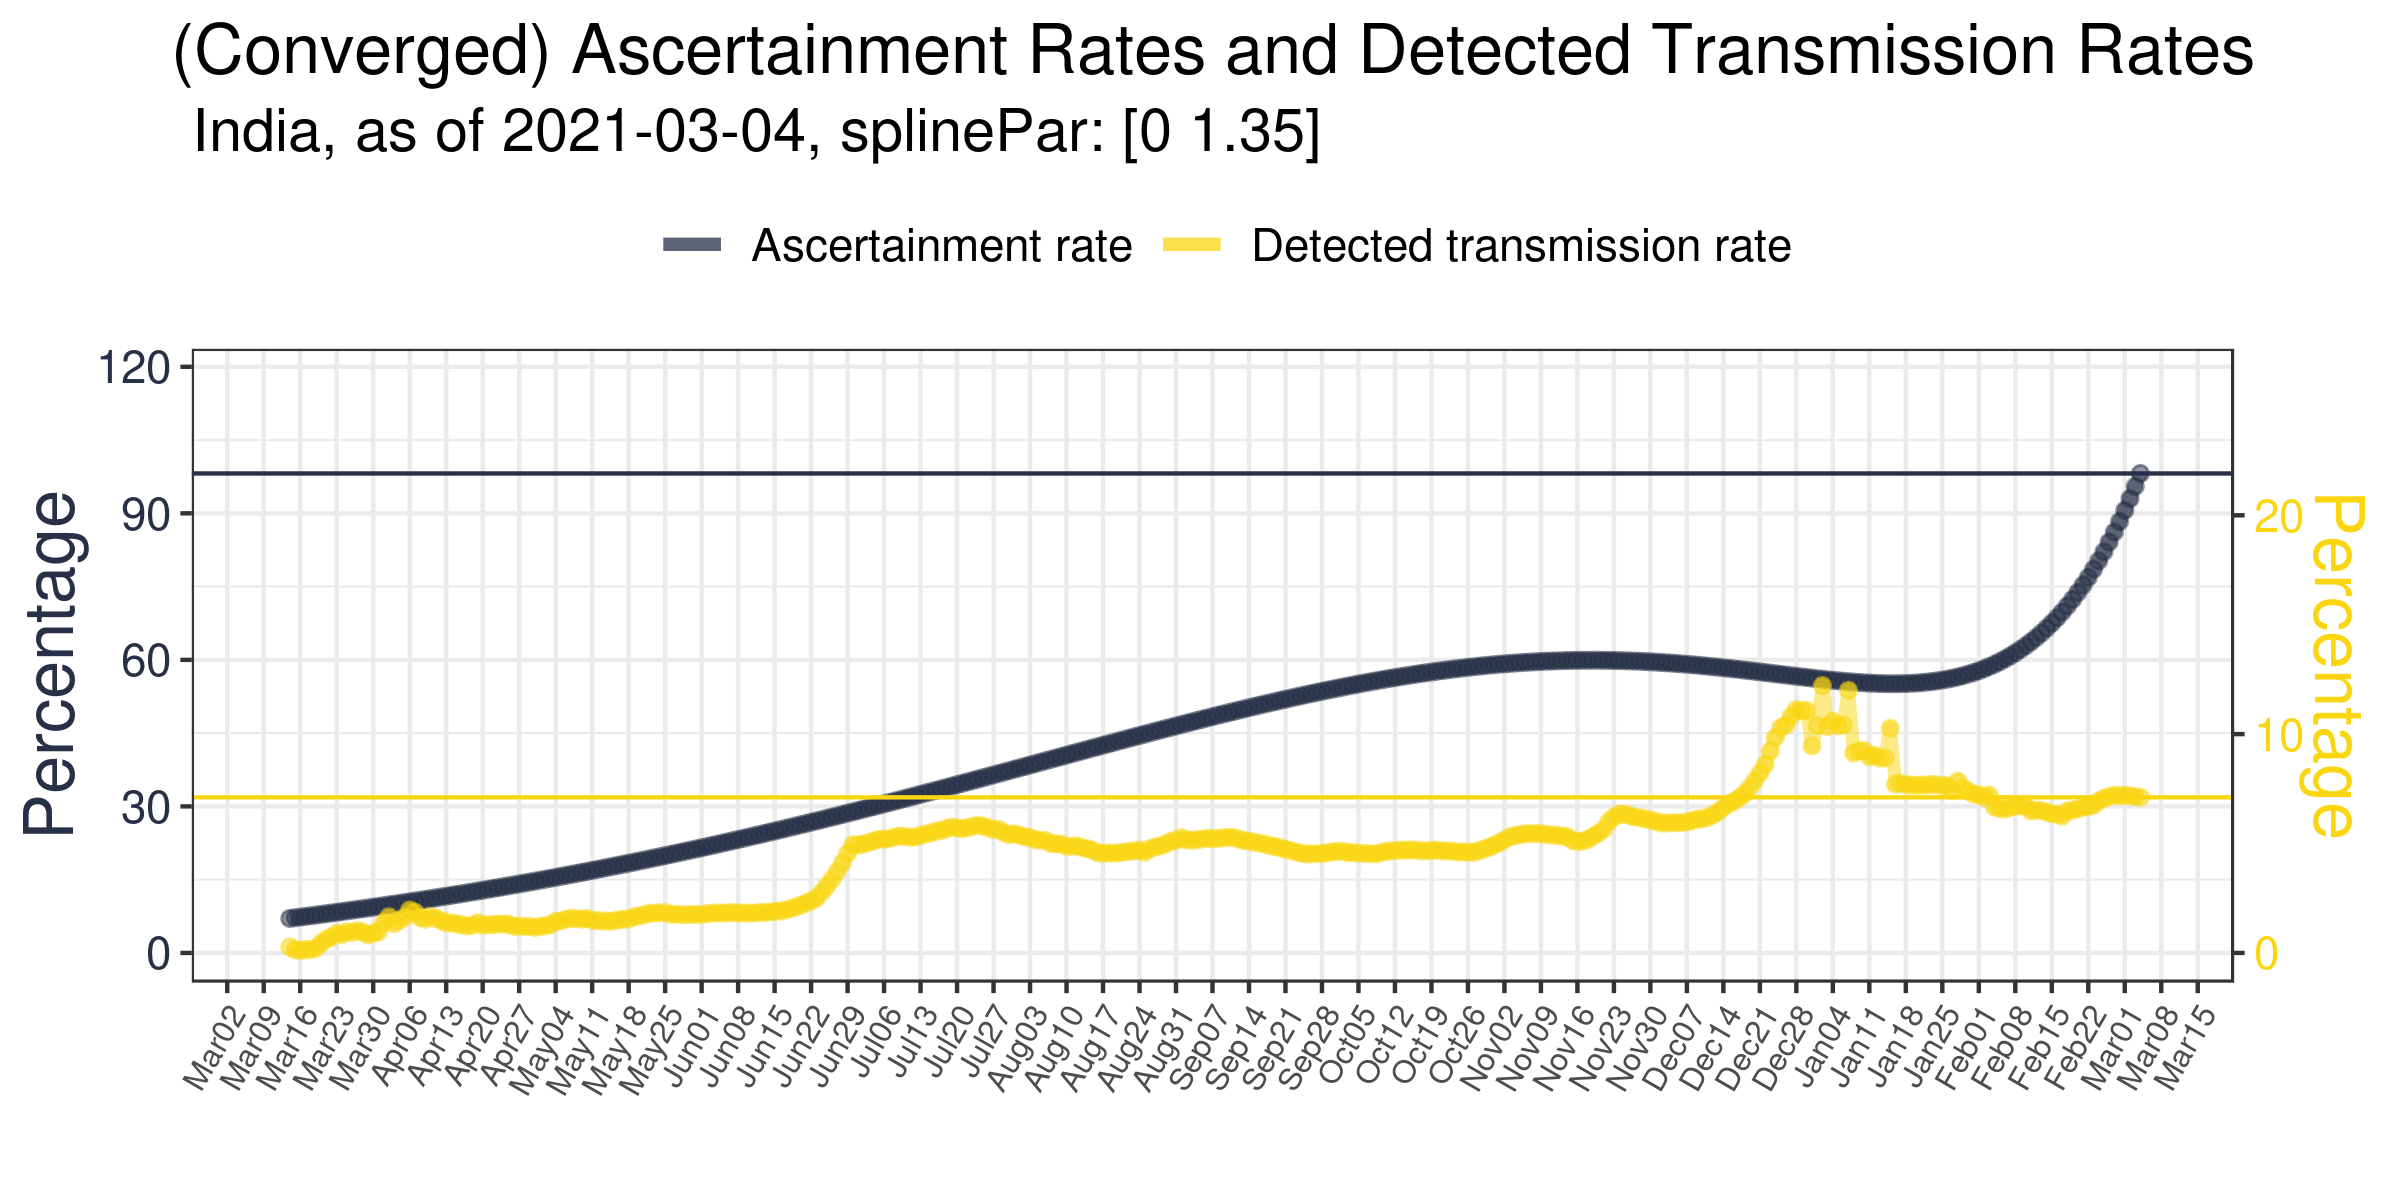 (Converged) Ascertainment Rates and Detected Transmission Rates
India, as of 2021-03-04, splinePar: [0 1.35]
Ascertainment rate Detected transmission rate
Percentage
120
90
60
30
0
20
10
0
Percentage
Mar02 Mar09 Mar16 Mar23 Mar30 Apr06 Apr13 Apr20 Apr27 May04 May11 May18 May25 Jun01 Jun08 Jun15 Jun22 Jun29 Jul06 Jul13 Jul20 Jul27 Aug03 Aug10 Aug17 Aug24 Aug31 Sep07 Sep14 Sep21 Sep28 Oct05 Oct12 Oct19 Oct26 Nov02 Nov09 Nov16 Nov23 Nov30 Dec07 Dec14 Dec21 Dec28 Jan04 Jan11 Jan18 Jan25 Feb01 Feb08 Feb15 Feb22 Mar01 Mar08 Mar15